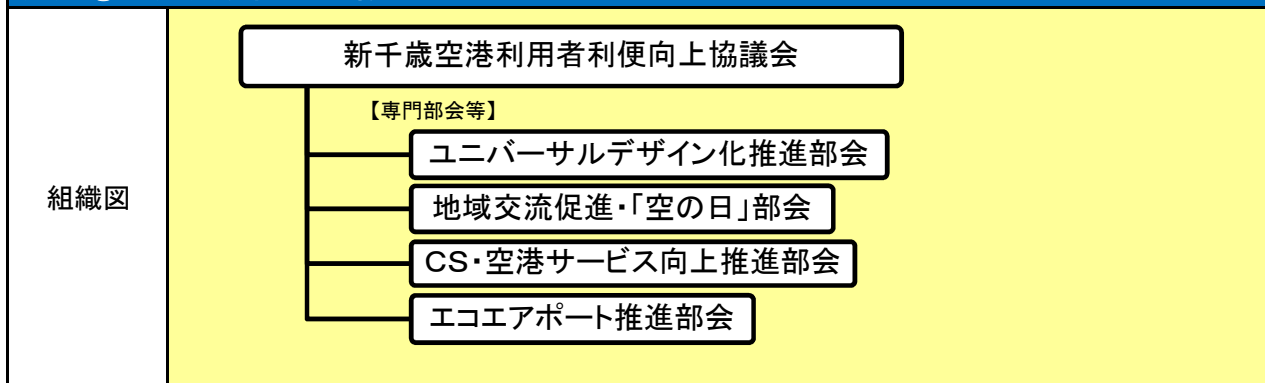 組織図
新千歳空港利用者利便向上協議会
【専門部会等】
ユニバーサルデザイン化推進部会
地域交流促進・「空の日」部会
CS・空港サービス向上推進部会
エコエアポート推進部会